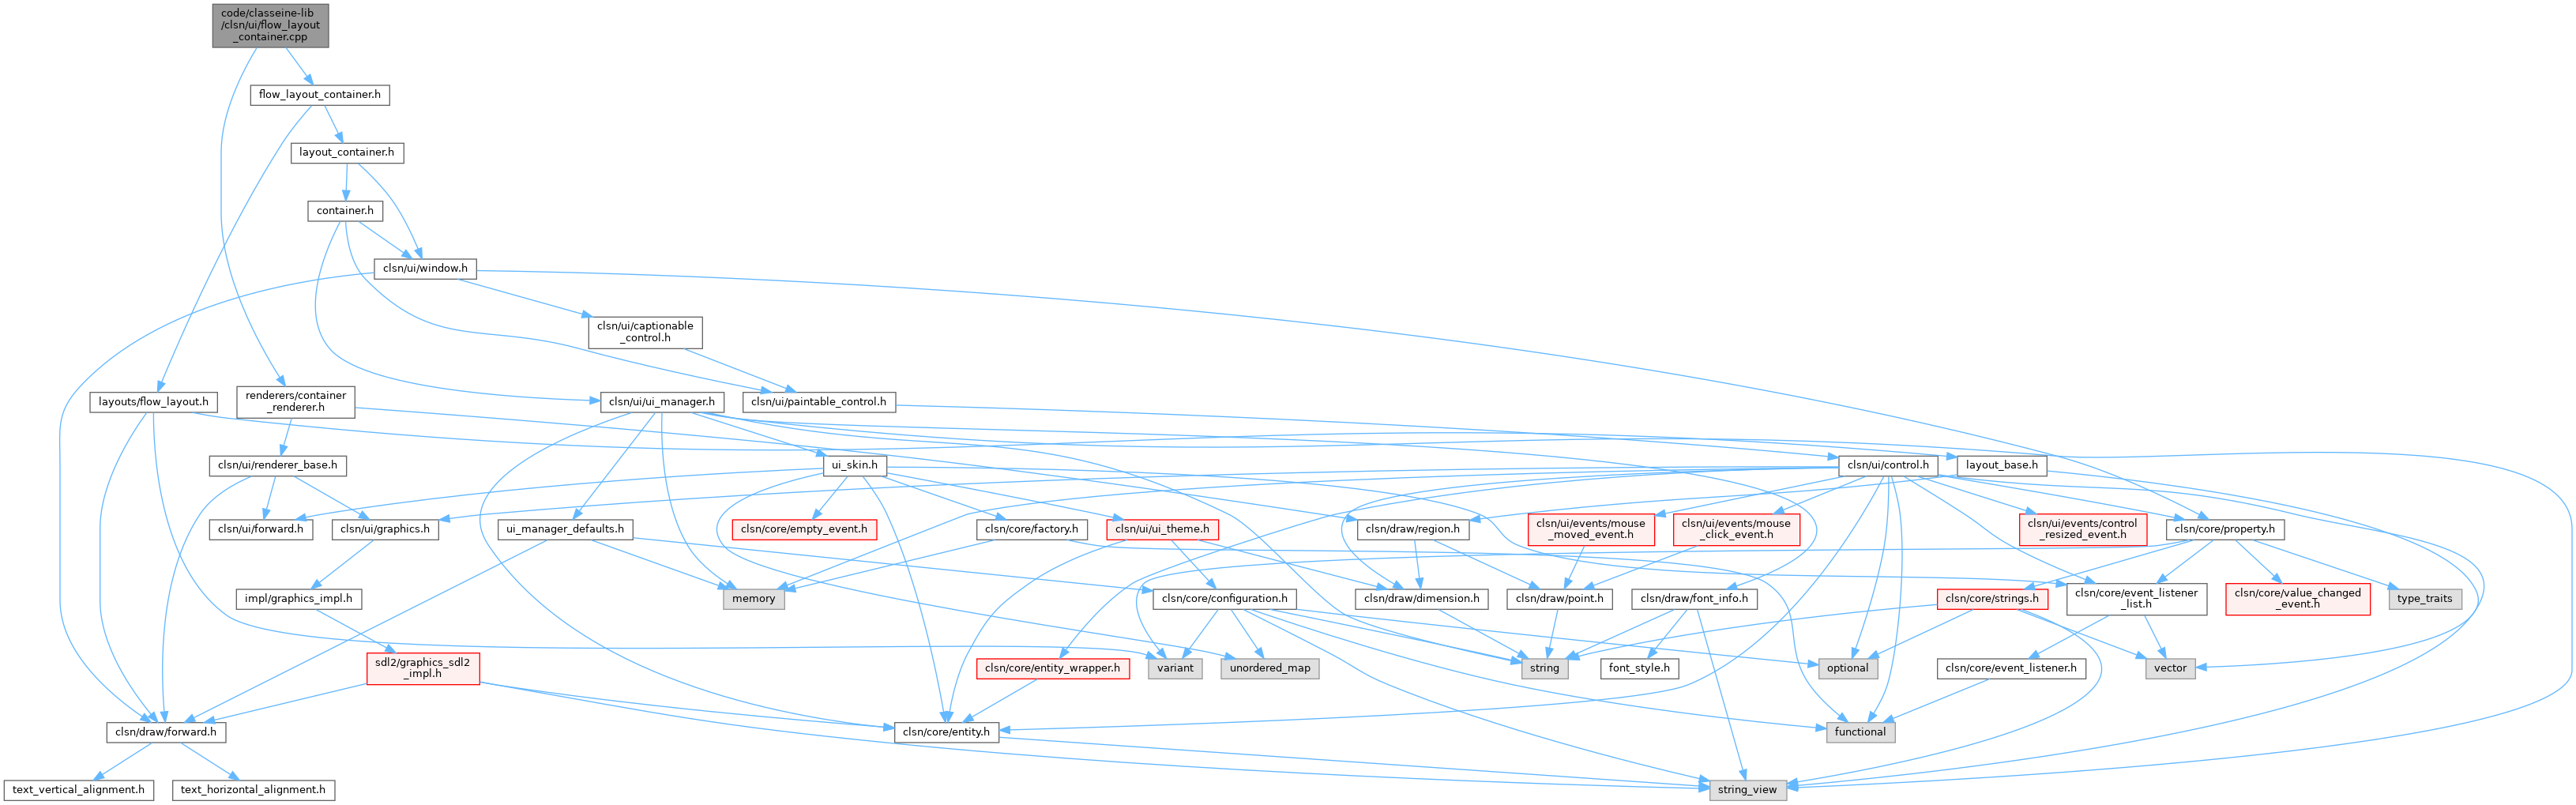 code/classeine-lib
/clsn/ui/flow_layout
_container.cpp
flow_layout_container.h
layout_container.h
container.h
clsn/ui/window.h
clsn/ui/captionable
_control.h
layouts/flow_layout.h
renderers/container
_renderer.h
clsn/ui/ui_manager.h
clsn/ui/paintable_control.h
clsn/ui/renderer_base.h
ui_skin.h
clsn/ui/control.h
layout_base.h
clsn/ui/forward.h
clsn/ui/graphics.h
ui_manager_defaults.h
clsn/core/empty_event.h
clsn/core/factory.h
clsn/ui/ui_theme.h
clsn/draw/region.h
clsn/ui/events/mouse
_moved_event.h
clsn/ui/events/mouse
_click_event.h
clsn/ui/events/control
_resized_event.h
clsn/core/property.h
impl/graphics_impl.h
memory
clsn/core/configuration.h
clsn/draw/dimension.h
clsn/draw/point.h
clsn/draw/font_info.h
clsn/core/strings.h
clsn/core/event_listener
_list.h
clsn/core/value_changed
_event.h
type_traits
sdl2/graphics_sdl2
_impl.h
clsn/core/entity_wrapper.h
variant
unordered_map
string
font_style.h
optional
clsn/core/event_listener.h
vector
clsn/draw/forward.h
clsn/core/entity.h
functional
text_vertical_alignment.h
text_horizontal_alignment.h
string_view